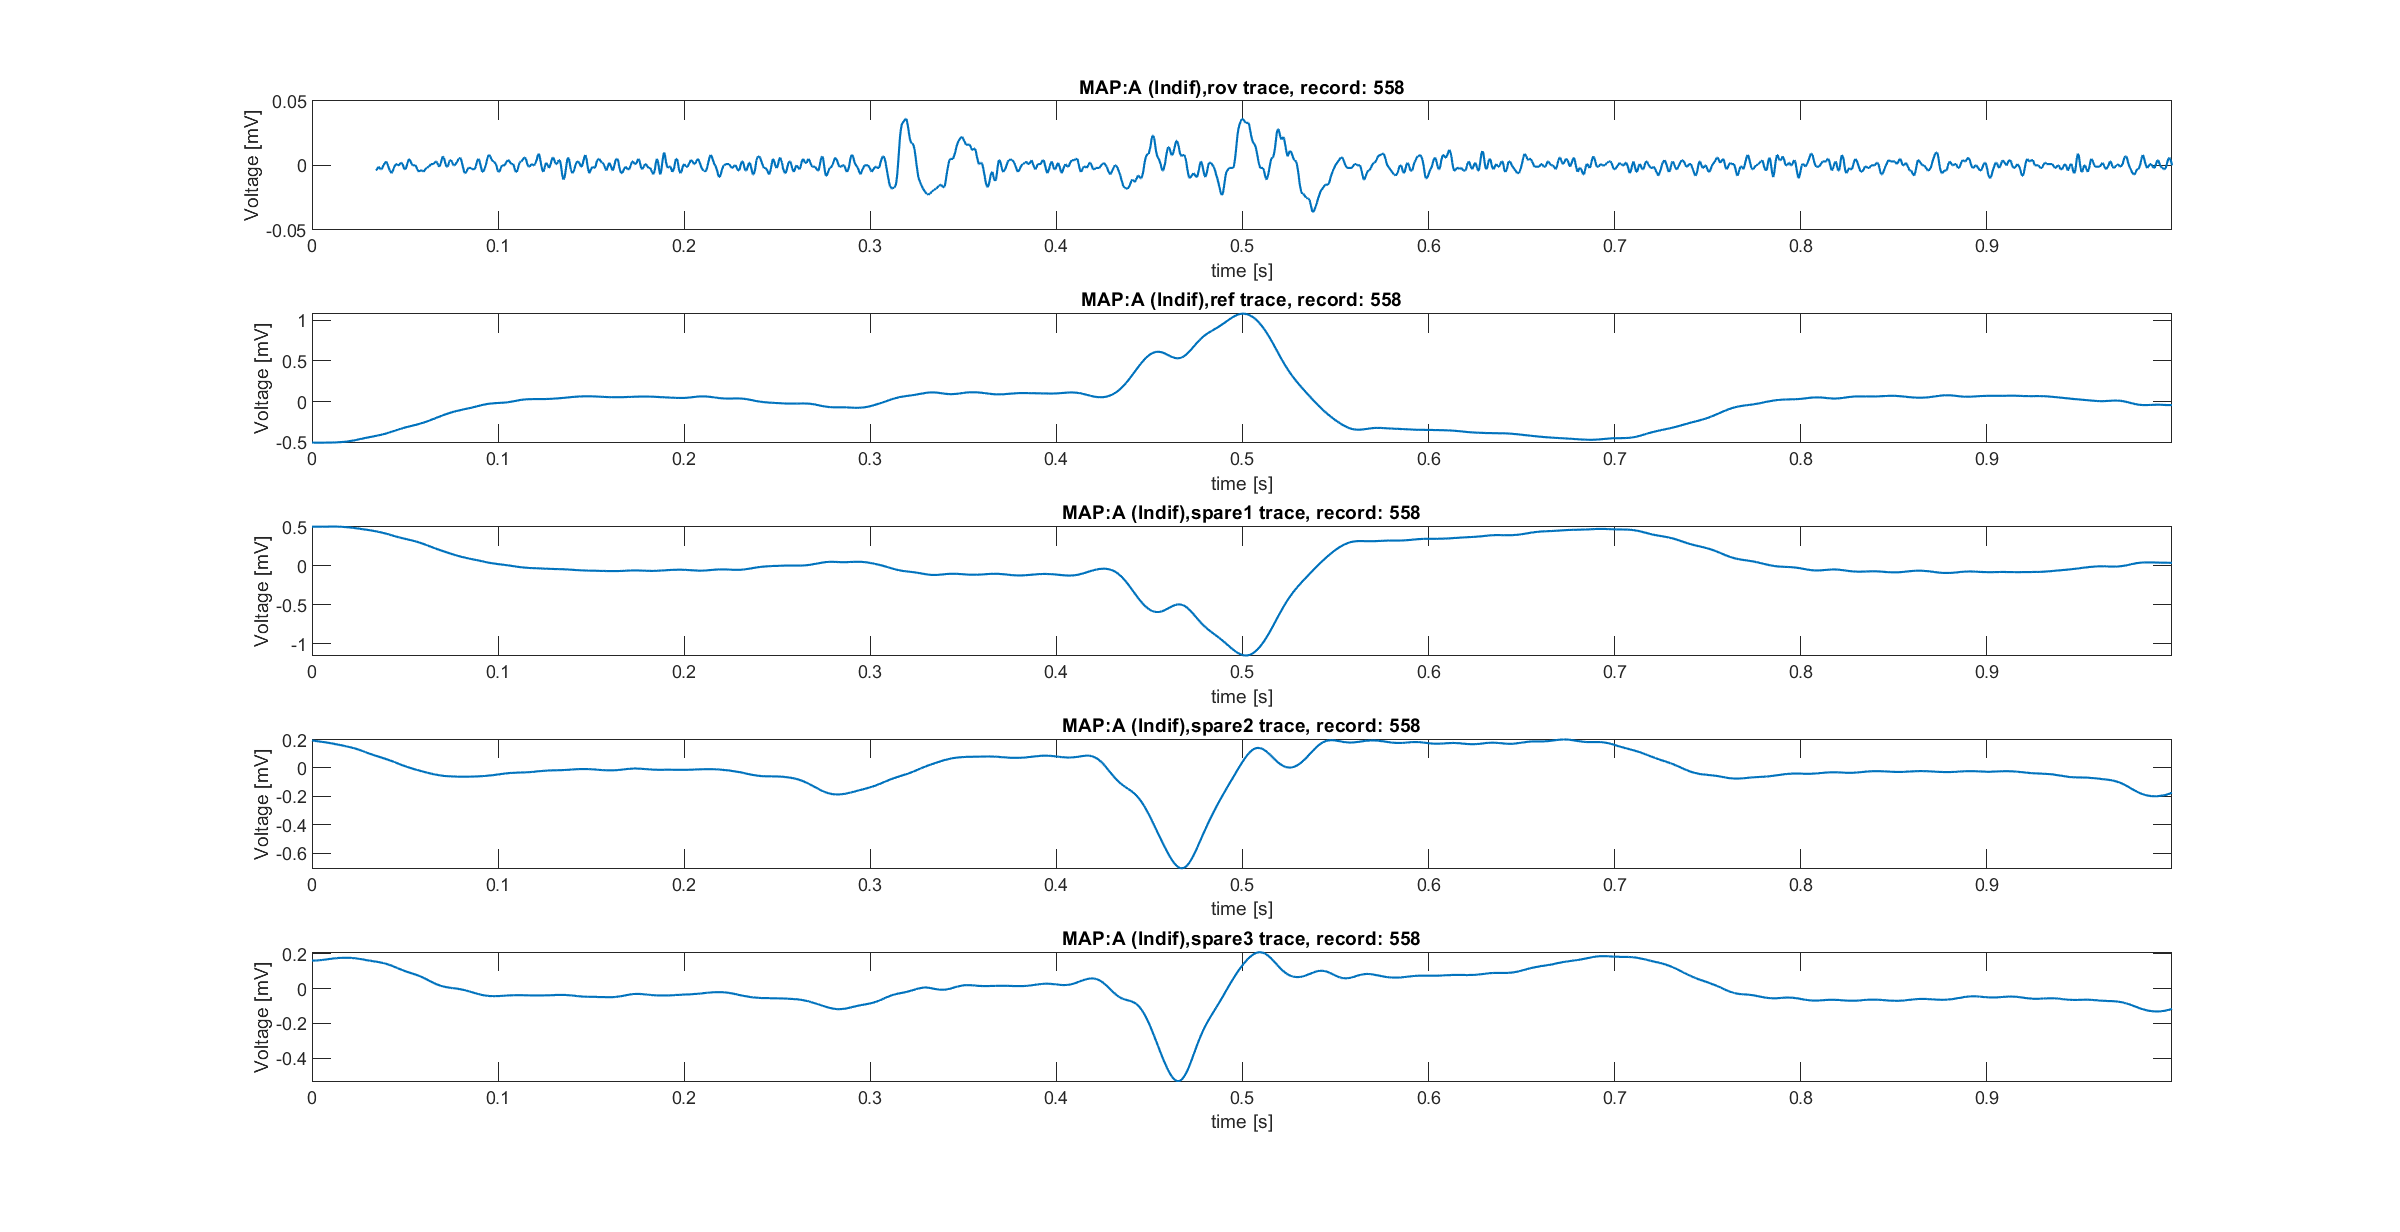 MAP:A (Indif),rov trace, record: 558
Voltage [mV]
0.05
0
-0.05
0 0.1 0.2 0.3 0.4 0.5 0.6 0.7 0.8 0.9
time [s]
MAP:A (Indif),ref trace, record: 558
Voltage [mV]
1
0.5
0
-0.5
0 0.1 0.2 0.3 0.4 0.5 0.6 0.7 0.8 0.9
time [s]
MAP:A (Indif),spare1 trace, record: 558
Voltage [mV]
0.5
0
-0.5
-1
0 0.1 0.2 0.3 0.4 0.5 0.6 0.7 0.8 0.9
time [s]
MAP:A (Indif),spare2 trace, record: 558
Voltage [mV]
0.2
0
-0.2
-0.4
-0.6
0 0.1 0.2 0.3 0.4 0.5 0.6 0.7 0.8 0.9
time [s]
MAP:A (Indif),spare3 trace, record: 558
Voltage [mV]
0.2
0
-0.2
-0.4
0 0.1 0.2 0.3 0.4 0.5 0.6 0.7 0.8 0.9
time [s]